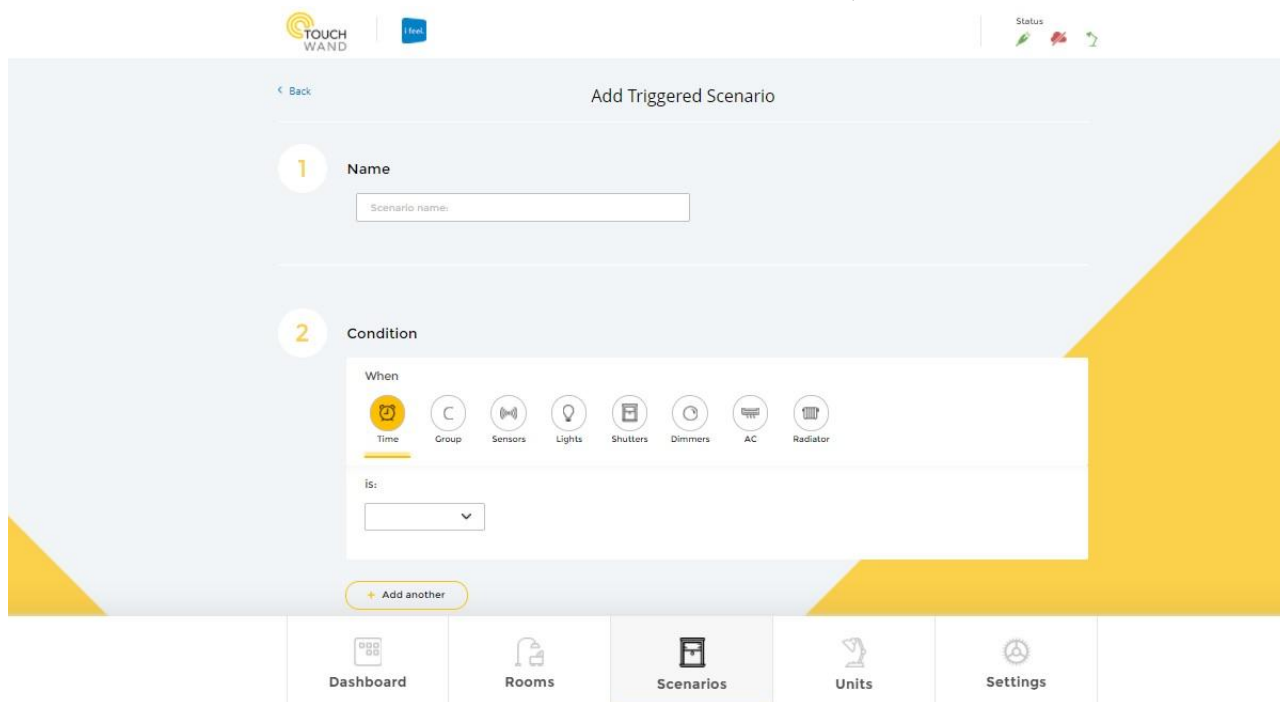 TOUCH
WAND
i feel.
Status
Back
Add Triggered Scenario
1
Name
Scenario name:
2
Condition
When
C
Time
Group
Sensors
Lights
Shutters
Dimmers
AC
Radiator
is:
+ Add another
Dashboard
Rooms
Scenarios
Units
Settings